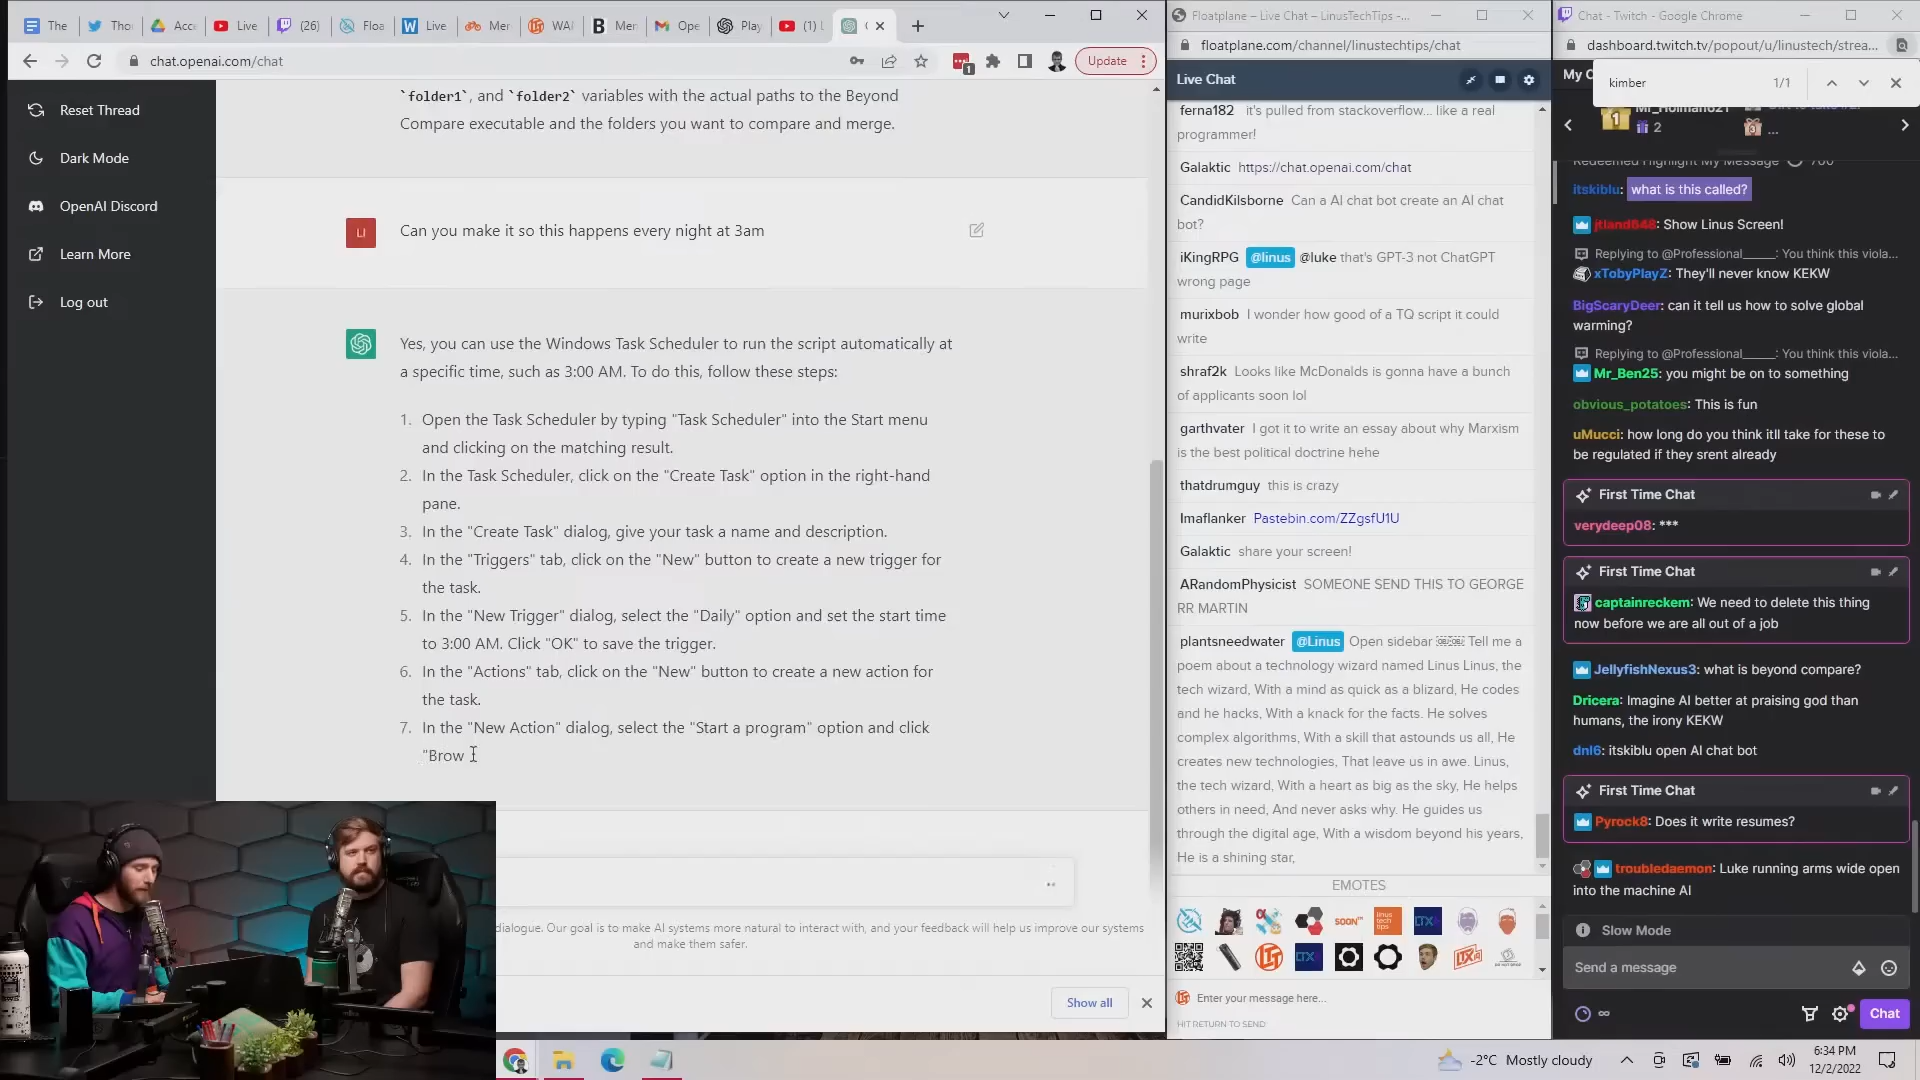 The
Tho
Acce
Live
(26)
Floa
Live
Mer
WAI
Mer
Ope
Play
(1) L
chat.openai.com/chat
1
Update
Reset Thread
Dark Mode
OpenAI Discord
Learn More
Log out
`folder1`, and `folder2` variables with the actual paths to the Beyond
Compare executable and the folders you want to compare and merge.
LI
Can you make it so this happens every night at 3am
Yes, you can use the Windows Task Scheduler to run the script automatically at
a specific time, such as 3:00 AM. To do this, follow these steps:
1. Open the Task Scheduler by typing "Task Scheduler" into the Start menu
and clicking on the matching result.
2. In the Task Scheduler, click on the "Create Task" option in the right-hand
pane.
3. In the "Create Task" dialog, give your task a name and description.
4. In the "Triggers" tab, click on the "New" button to create a new trigger for
the task.
5. In the "New Trigger" dialog, select the "Daily" option and set the start time
to 3:00 AM. Click "OK" to save the trigger.
6. In the "Actions" tab, click on the "New" button to create a new action for
the task.
7. In the "New Action" dialog, select the "Start a program" option and click
"Brow
dialogue. Our goal is to make AI systems more natural to interact with, and your feedback will help us improve our systems
and make them safer.
Show all
Floatplane – Live Chat – LinusTechTips -...
floatplane.com/channel/linustechtips/chat
Live Chat
ferna182 it's pulled from stackoverflow... like a real
programmer!
Galaktic https://chat.openai.com/chat
CandidKilsborne Can a AI chat bot create an AI chat
bot?
iKingRPG @linus @luke that's GPT-3 not ChatGPT
wrong page
murixbob I wonder how good of a TQ script it could
write
shraf2k Looks like McDonalds is gonna have a bunch
of applicants soon lol
garthvater I got it to write an essay about why Marxism
is the best political doctrine hehe
thatdrumguy this is crazy
Imaflanker Pastebin.com/ZZgsfU1U
Galaktic share your screen!
ARandomPhysicist SOMEONE SEND THIS TO GEORGE
RR MARTIN
plantsneedwater @Linus Open sidebar Tell me a
poem about a technology wizard named Linus Linus, the
tech wizard, With a mind as quick as a blizard, He codes
and he hacks, With a knack for the facts. He solves
complex algorithms, With a skill that astounds us all, He
creates new technologies, That leave us in awe. Linus,
the tech wizard, With a heart as big as the sky, He helps
others in need, And never asks why. He guides us
through the digital age, With a wisdom beyond his years,
He is a shining star,
EMOTES
SOON
LTX
Enter your message here...
HIT RETURN TO SEND
Chat - Twitch - Google Chrome
dashboard.twitch.tv/popout/u/linustech/strea...
My C
kimber 1/1
1
2
...
Redeemed Highlight My Message
itskiblu: what is this called?
: Show Linus Screen!
Replying to @Professional_____: You think this viola...
xTobyPlayZ: They'll never know KEKW
BigScaryDeer: can it tell us how to solve global
warming?
Replying to @Professional_____: You think this viola...
Mr_Ben25: you might be on to something
obvious_potatoes: This is fun
uMucci: how long do you think itll take for these to
be regulated if they srent already
First Time Chat
verydeep08: ***
First Time Chat
captainreckem: We need to delete this thing
now before we are all out of a job
JellyfishNexus3: what is beyond compare?
Dricera: Imagine AI better at praising god than
humans, the irony KEKW
dnl6: itskiblu open AI chat bot
First Time Chat
Pyrock8: Does it write resumes?
troubledaemon: Luke running arms wide open
into the machine AI
Slow Mode
Send a message
Chat
-2°C Mostly cloudy
6:34 PM
12/2/2022